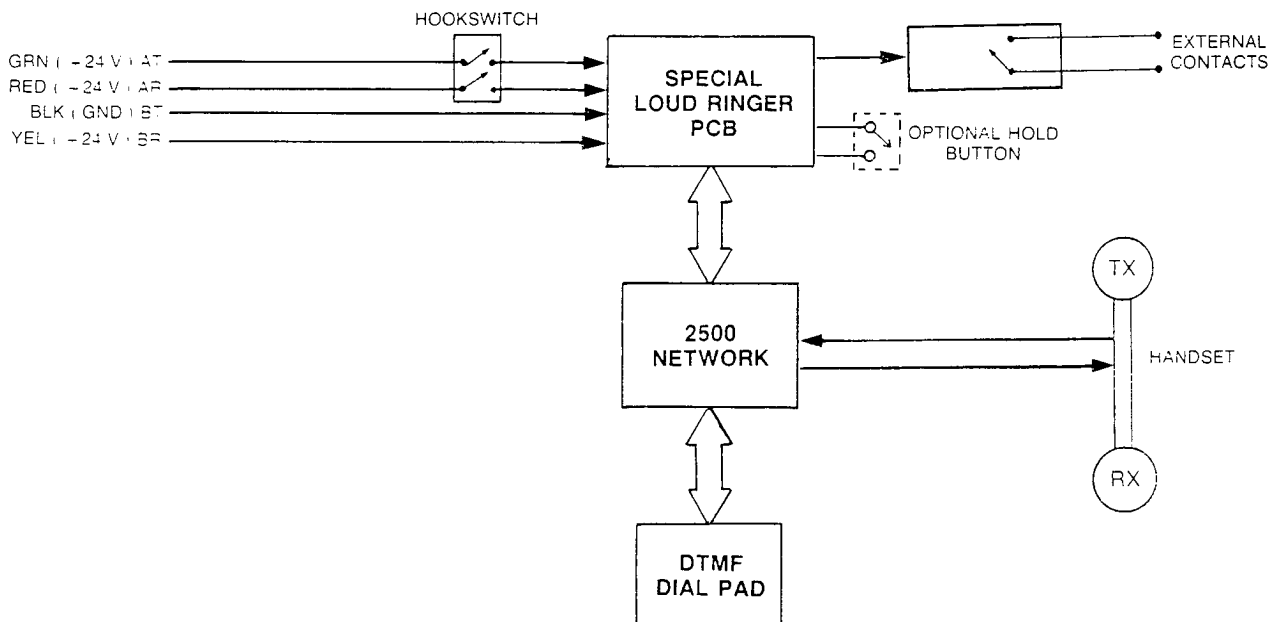 HOOKSWITCH
GRN ( -24 V ) AT
RED ( -24 V ) AR
BLK ( GND ) BT
YEL ( -24 V ) BR
SPECIAL
LOUD RINGER
PCB
EXTERNAL
CONTACTS
OPTIONAL HOLD
BUTTON
2500
NETWORK
TX
HANDSET
RX
DTMF
DIAL PAD